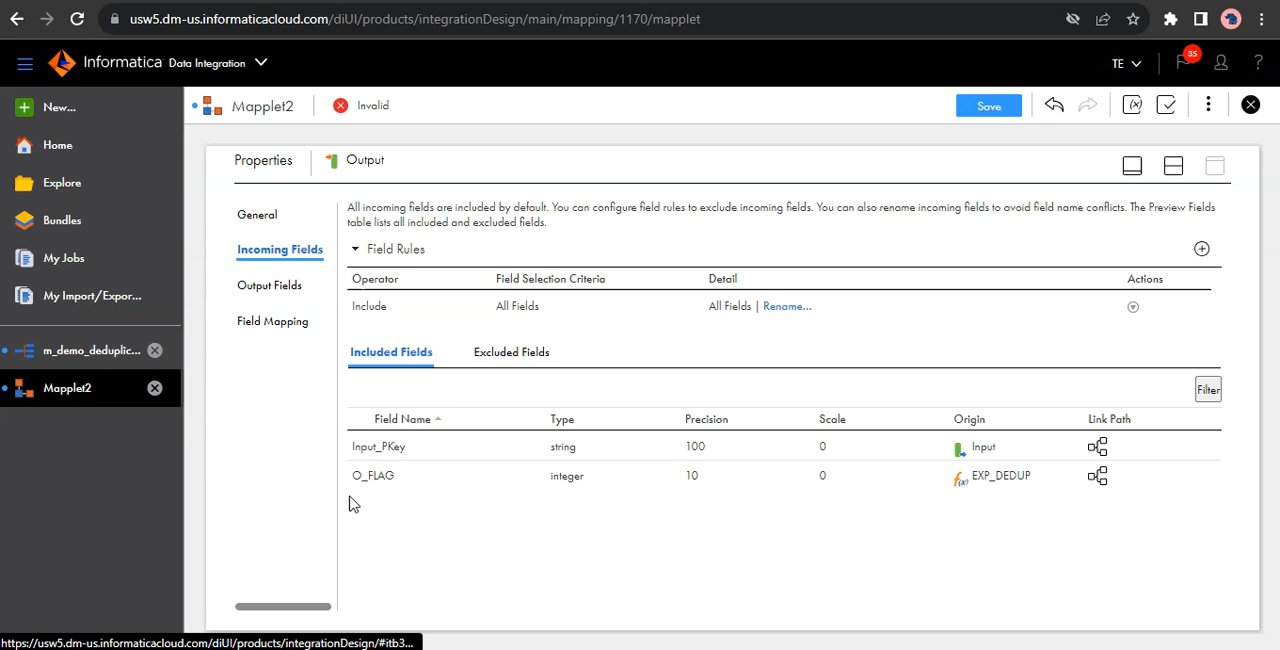 usw5.dm-us.informaticacloud.com/diUI/products/integrationDesign/main/mapping/1170/mapplet
Informatica Data Integration
TE
35
?
New...
Home
Explore
Bundles
My Jobs
My Import/Expor...
m_demo_deduplic...
Mapplet2
Mapplet2
Invalid
Save
(x)
Properties
Output
General
Incoming Fields
Output Fields
Field Mapping
All incoming fields are included by default. You can configure field rules to exclude incoming fields. You can also rename incoming fields to avoid field name conflicts. The Preview Fields
table lists all included and excluded fields.
Field Rules
Operator Field Selection Criteria Detail Actions
Include All Fields All Fields | Rename...
Included Fields Excluded Fields
Filter
Field Name Type Precision Scale Origin Link Path
Input_PKey string 100 0 Input
O_FLAG integer 10 0 f(x) EXP_DEDUP
https://usw5.dm-us.informaticacloud.com/diUI/products/integrationDesign/#itb3...